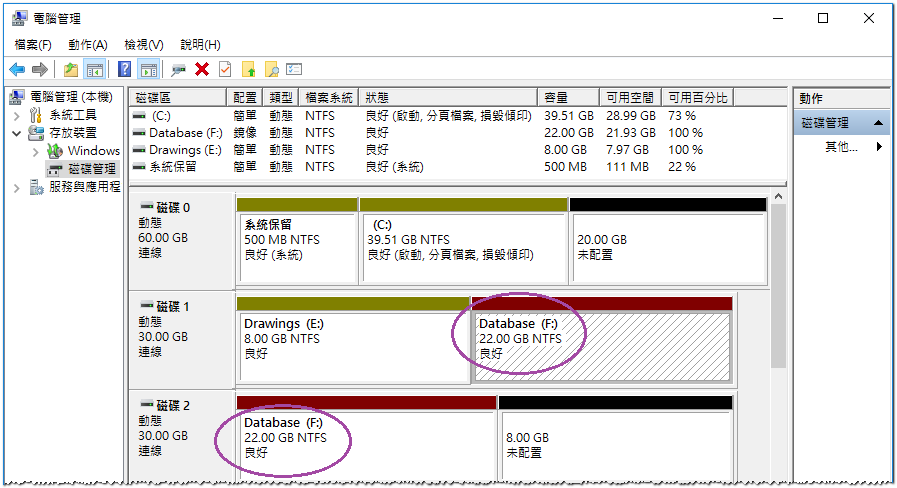 電腦管理
檔案(F) 動作(A) 檢視(V) 說明(H)
電腦管理 (本機)
系統工具
存放裝置
Windows
磁碟管理
服務與應用程
磁碟區 配置 類型 檔案系統 狀態 容量 可用空間 可用百分比
(C:) 簡單 動態 NTFS 良好 (啟動, 分頁檔案, 損毀傾印) 39.51 GB 28.99 GB 73 %
Database (F:) 鏡像 動態 NTFS 良好 22.00 GB 21.93 GB 100 %
Drawings (E:) 簡單 動態 NTFS 良好 8.00 GB 7.97 GB 100 %
系統保留 簡單 動態 NTFS 良好 (系統) 500 MB 111 MB 22 %
動作
磁碟管理
其他...
磁碟 0
動態
60.00 GB
連線
系統保留
500 MB NTFS
良好 (系統)
(C:)
39.51 GB NTFS
良好 (啟動, 分頁檔案, 損毀傾印)
20.00 GB
未配置
磁碟 1
動態
30.00 GB
連線
Drawings (E:)
8.00 GB NTFS
良好
Database (F:)
22.00 GB NTFS
良好
磁碟 2
動態
30.00 GB
連線
Database (F:)
22.00 GB NTFS
良好
8.00 GB
未配置